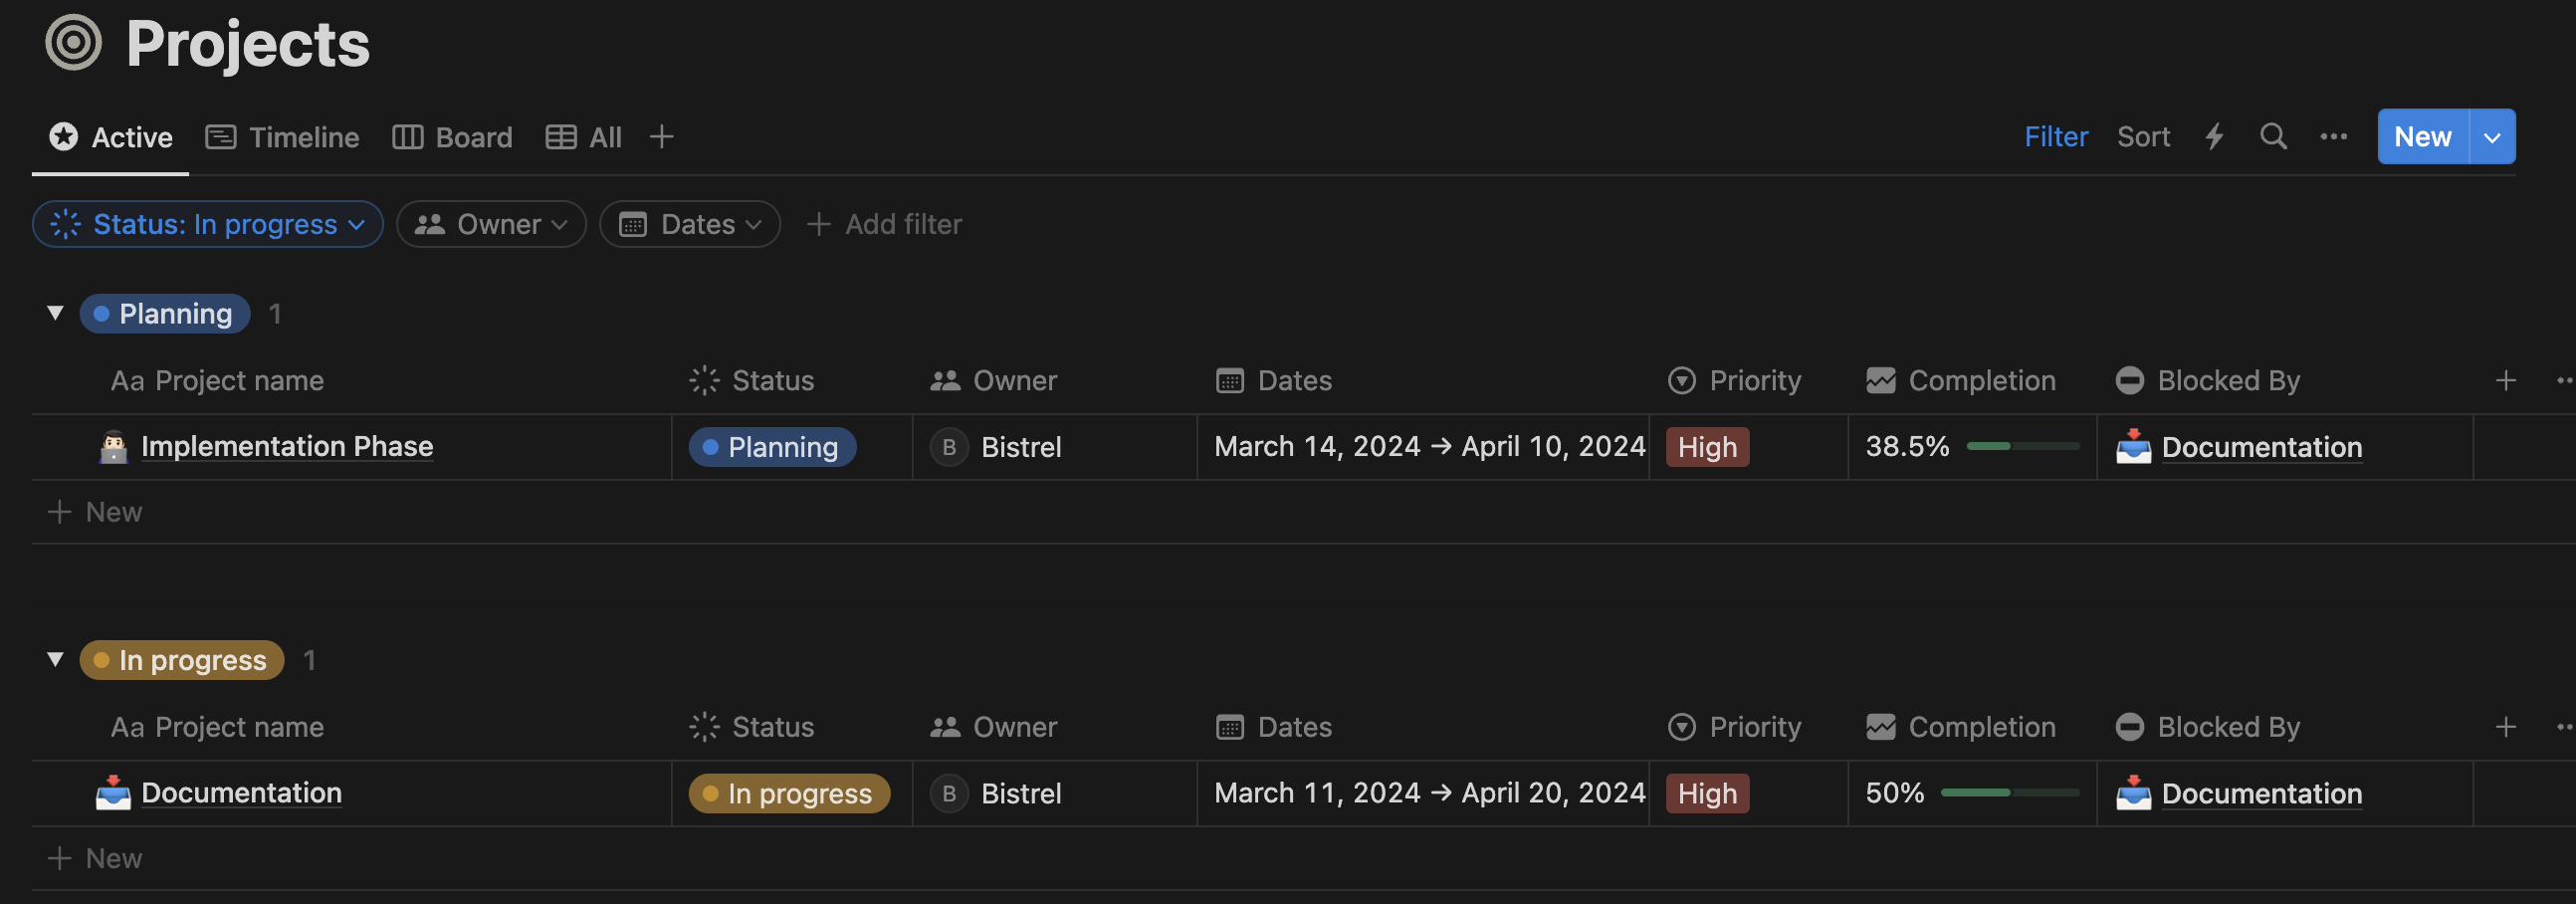 Projects
Active Timeline Board All Filter Sort New
Status: In progress Owner Dates Add filter
Planning 1
Aa Project name Status Owner Dates Priority Completion Blocked By
Implementation Phase Planning B Bistrel March 14, 2024 → April 10, 2024 High 38.5% Documentation
New
In progress 1
Aa Project name Status Owner Dates Priority Completion Blocked By
Documentation In progress B Bistrel March 11, 2024 → April 20, 2024 High 50% Documentation
New